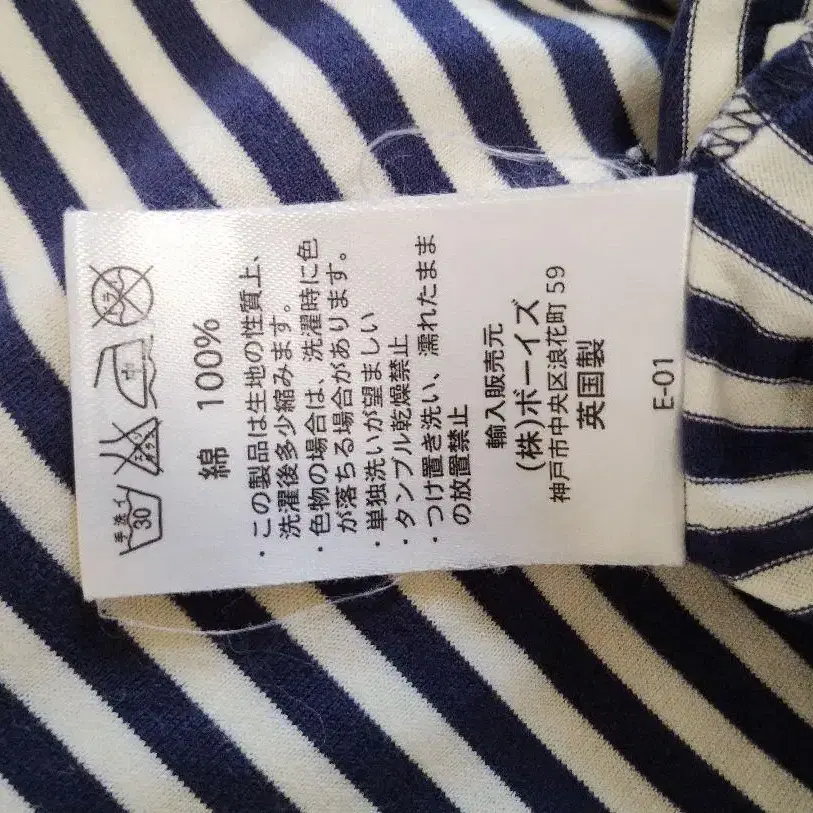 手洗イ
30
中
ドライ
綿 100%
・この製品は生地の性質上、
洗濯後多少縮みます。
・色物の場合は、洗濯時に色
が落ちる場合があります。
・単独洗いが望ましい
・タンブル乾燥禁止
・つけ置き洗い、濡れたまま
の放置禁止
輸入販売元
(株)ボーイズ
神戸市中央区浪花町 59
英国製
E-01